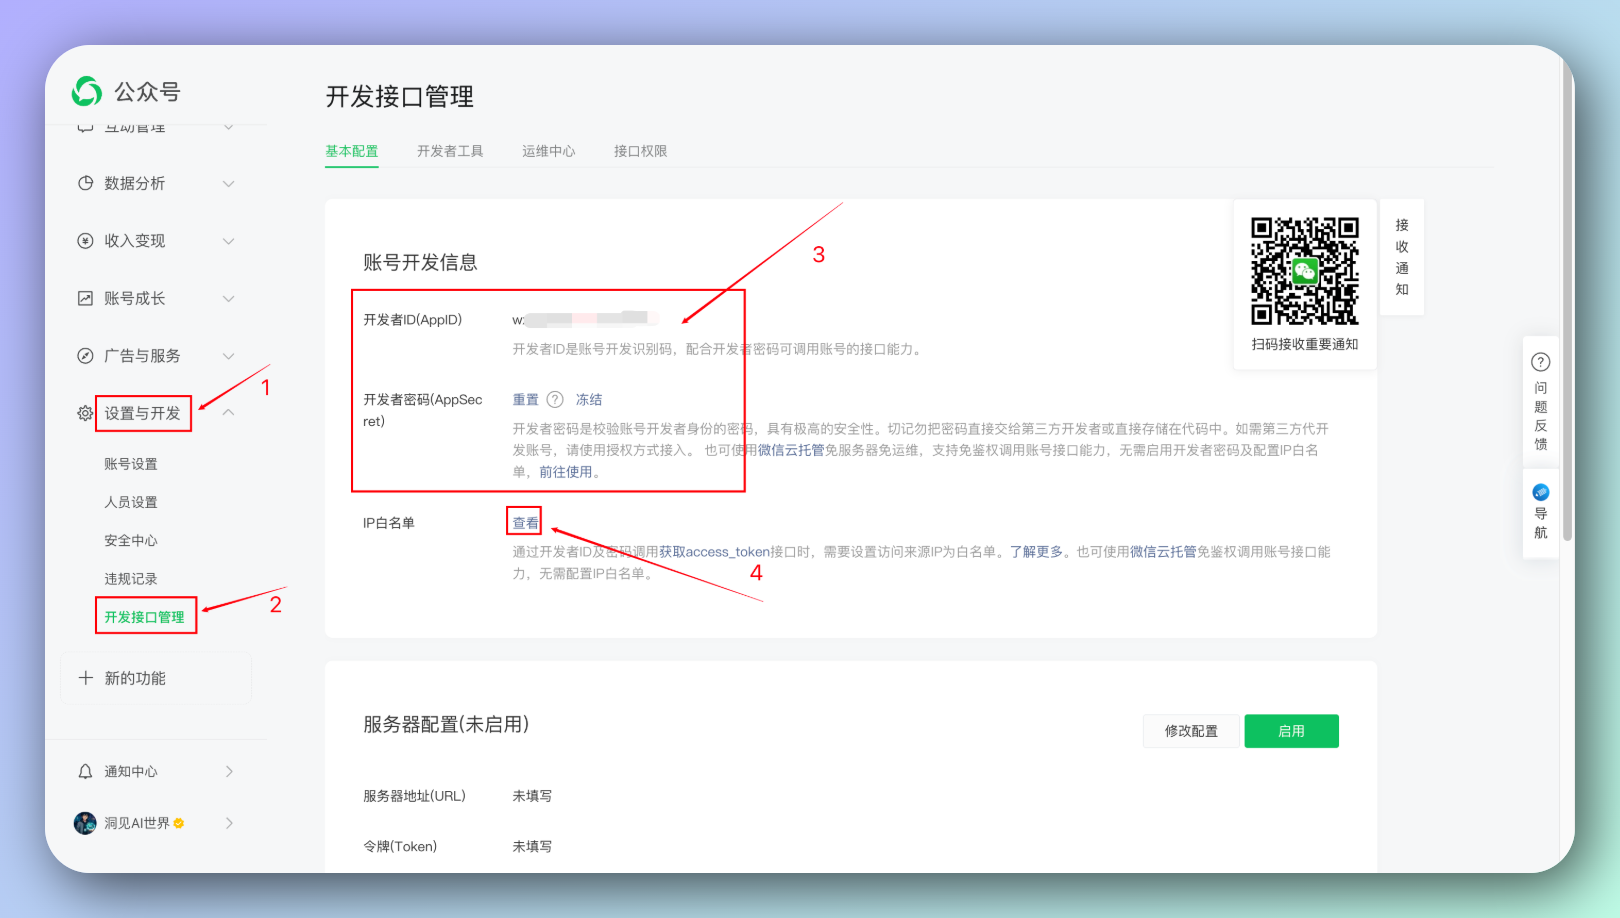 公众号
互动管理
数据分析
收入变现
账号成长
广告与服务
1
设置与开发
账号设置
人员设置
安全中心
违规记录
开发接口管理
2
新的功能
通知中心
洞见AI世界
开发接口管理
基本配置 开发者工具 运维中心 接口权限
账号开发信息
3
开发者ID(AppID)
开发者ID是账号开发识别码，配合开发者密码可调用账号的接口能力。
开发者密码(AppSec
ret)
重置 ? 冻结
开发者密码是校验账号开发者身份的密码，具有极高的安全性。切记勿把密码直接交给第三方开发者或直接存储在代码中。如需第三方代开
发账号，请使用授权方式接入。 也可使用微信云托管免服务器免运维，支持免鉴权调用账号接口能力，无需启用开发者密码及配置IP白名
单，前往使用。
IP白名单
查看
通过开发者ID及密码调用获取access_token接口时，需要设置访问来源IP为白名单。了解更多。也可使用微信云托管免鉴权调用账号接口能
力，无需配置IP白名单。
4
服务器配置(未启用)
修改配置 启用
服务器地址(URL) 未填写
令牌(Token) 未填写
扫码接收重要通知
接收通知
?
问题反馈
导航